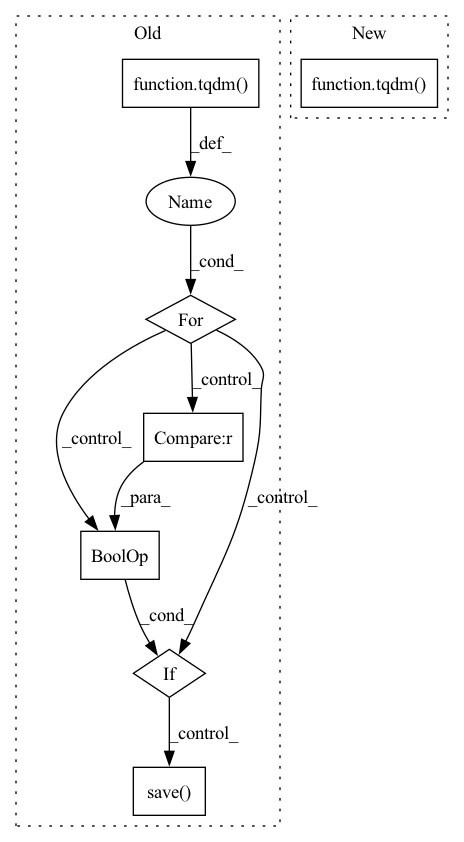 Old
New
function.tqdm()
function.tqdm()
_def_
Name
_cond_
For
_control_
_control_
Compare:r
_control_
_para_
BoolOp
_cond_
If
_control_
save()